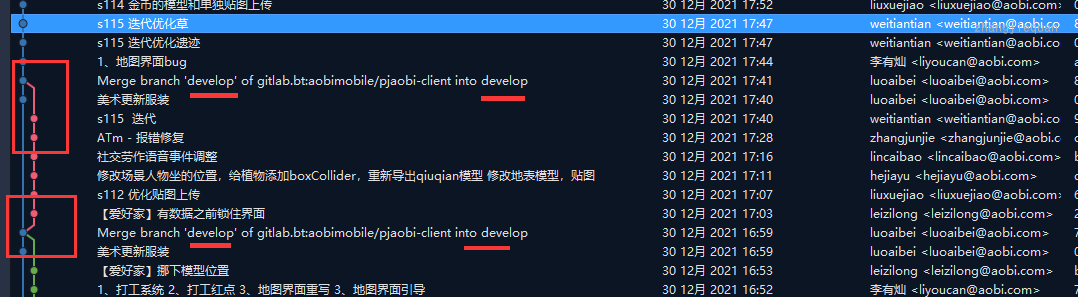 s114 金币的模型和单独贴图上传 30 12月 2021 17:52 liuxuejiao <liuxuejiao@aobi.com>
s115 迭代优化草 30 12月 2021 17:47 weitiantian <weitiantian@aobi.co
s115 迭代优化遗迹 30 12月 2021 17:47 weitiantian <weitiantian@aobi.co
1、地图界面bug 30 12月 2021 17:44 李有灿 <liyoucan@aobi.com>
Merge branch 'develop' of gitlab.bt:aobimobile/pjaobi-client into develop 30 12月 2021 17:41 luoaibei <luoaibei@aobi.com>
美术更新服装 30 12月 2021 17:40 luoaibei <luoaibei@aobi.com>
s115 迭代 30 12月 2021 17:40 weitiantian <weitiantian@aobi.co
ATm - 报错修复 30 12月 2021 17:28 zhangjunjie <zhangjunjie@aobi.c
社交劳作语音事件调整 30 12月 2021 17:16 lincaibao <lincaibao@aobi.com>
修改场景人物坐的位置，给植物添加boxCollider，重新导出qiuqian模型 修改地表模型，贴图 30 12月 2021 17:11 hejiayu <hejiayu@aobi.com>
s112 优化贴图上传 30 12月 2021 17:07 liuxuejiao <liuxuejiao@aobi.com>
【爱好家】有数据之前锁住界面 30 12月 2021 17:03 leizilong <leizilong@aobi.com>
Merge branch 'develop' of gitlab.bt:aobimobile/pjaobi-client into develop 30 12月 2021 16:59 luoaibei <luoaibei@aobi.com>
美术更新服装 30 12月 2021 16:59 luoaibei <luoaibei@aobi.com>
【爱好家】挪下模型位置 30 12月 2021 16:53 leizilong <leizilong@aobi.com>
1、打工系统 2、打工红点 3、地图界面重写 3、地图界面引导 30 12月 2021 16:52 李有灿 <liyoucan@aobi.com>